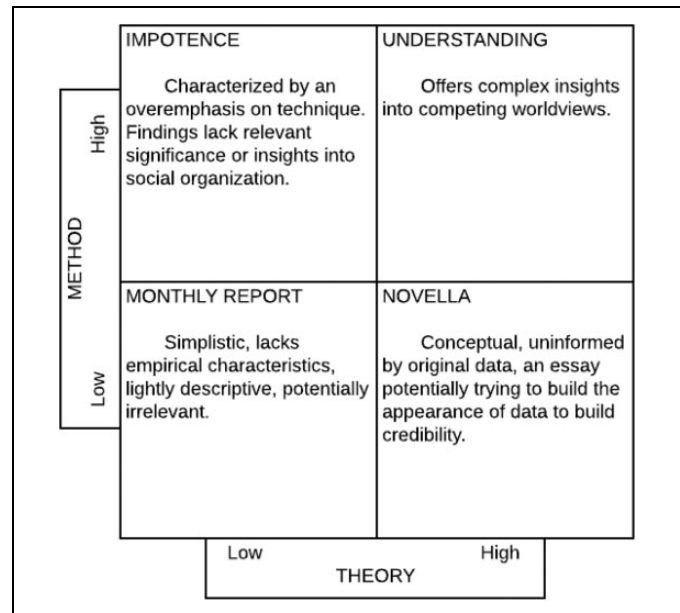 IMPOTENCE
Characterized by an
overemphasis on technique.
Findings lack relevant
significance or insights into
social organization.
UNDERSTANDING
Offers complex insights
into competing worldviews.
High
METHOD
Low
MONTHLY REPORT
Simplistic, lacks
empirical characteristics,
lightly descriptive, potentially
irrelevant.
NOVELLA
Conceptual, uninformed
by original data, an essay
potentially trying to build the
appearance of data to build
credibility.
Low
High
THEORY